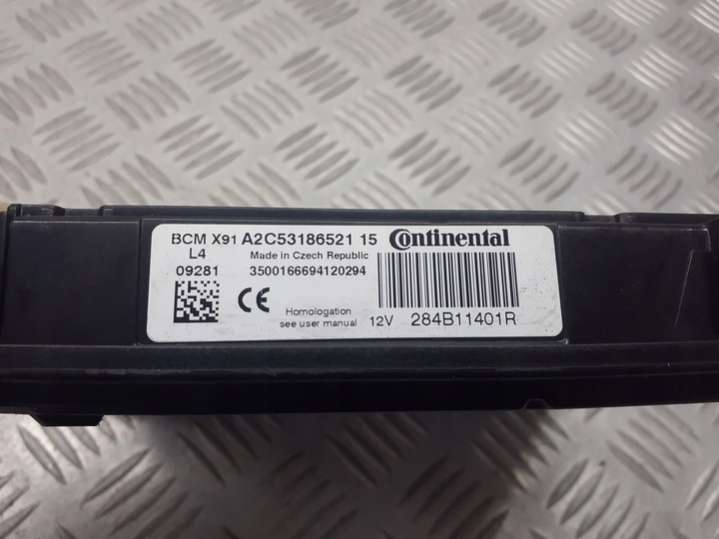 BCM X91 A2C53186521 15 Continental
L4 Made in Czech Republic
09281 3500166694120294
CE
Homologation
see user manual 12V 284B11401R